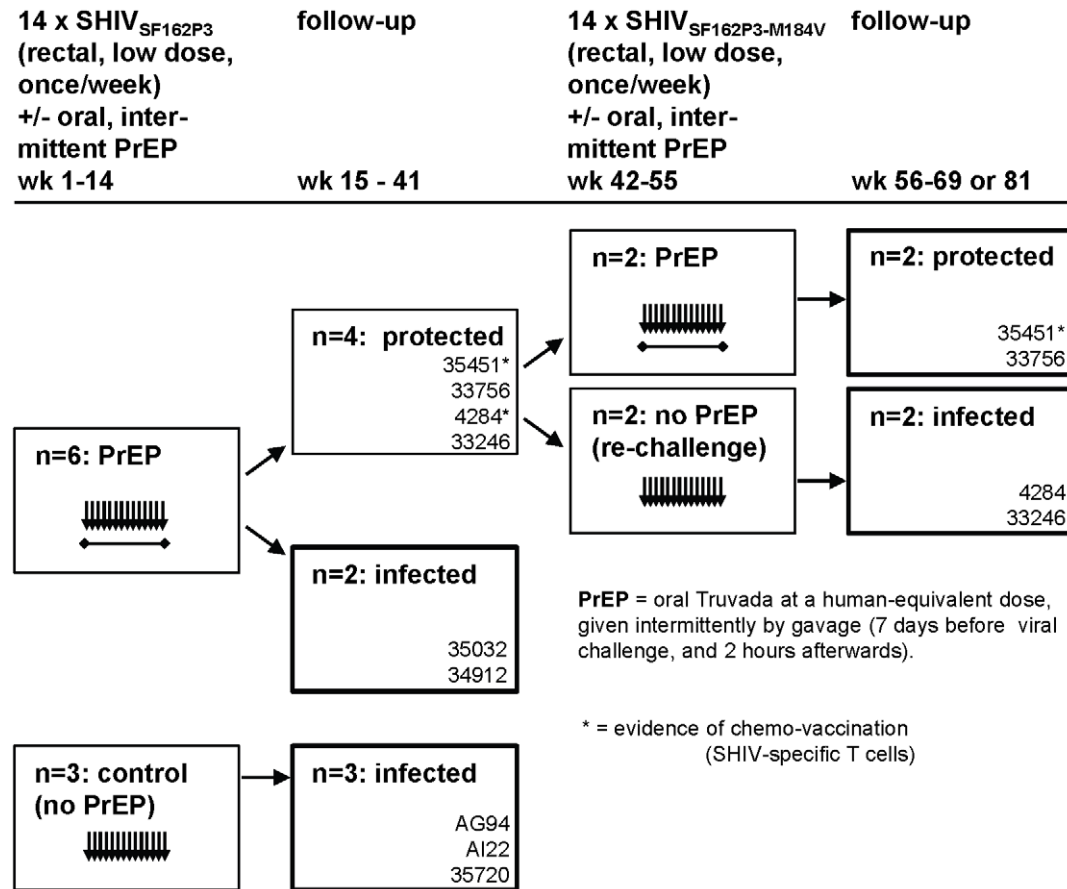 14 x SHIVSF162P3
(rectal, low dose,
once/week)
+/- oral, inter-
mittent PrEP
wk 1-14
follow-up
wk 15 - 41
14 x SHIVSF162P3-M184V
(rectal, low dose,
once/week)
+/- oral, inter-
mittent PrEP
wk 42-55
follow-up
wk 56-69 or 81
n=6: PrEP
n=4: protected
35451*
33756
4284*
33246
n=2: infected
35032
34912
n=2: PrEP
n=2: protected
35451*
33756
n=2: no PrEP
(re-challenge)
n=2: infected
4284
33246
PrEP = oral Truvada at a human-equivalent dose,
given intermittently by gavage (7 days before viral
challenge, and 2 hours afterwards).
* = evidence of chemo-vaccination
(SHIV-specific T cells)
n=3: control
(no PrEP)
n=3: infected
AG94
AI22
35720